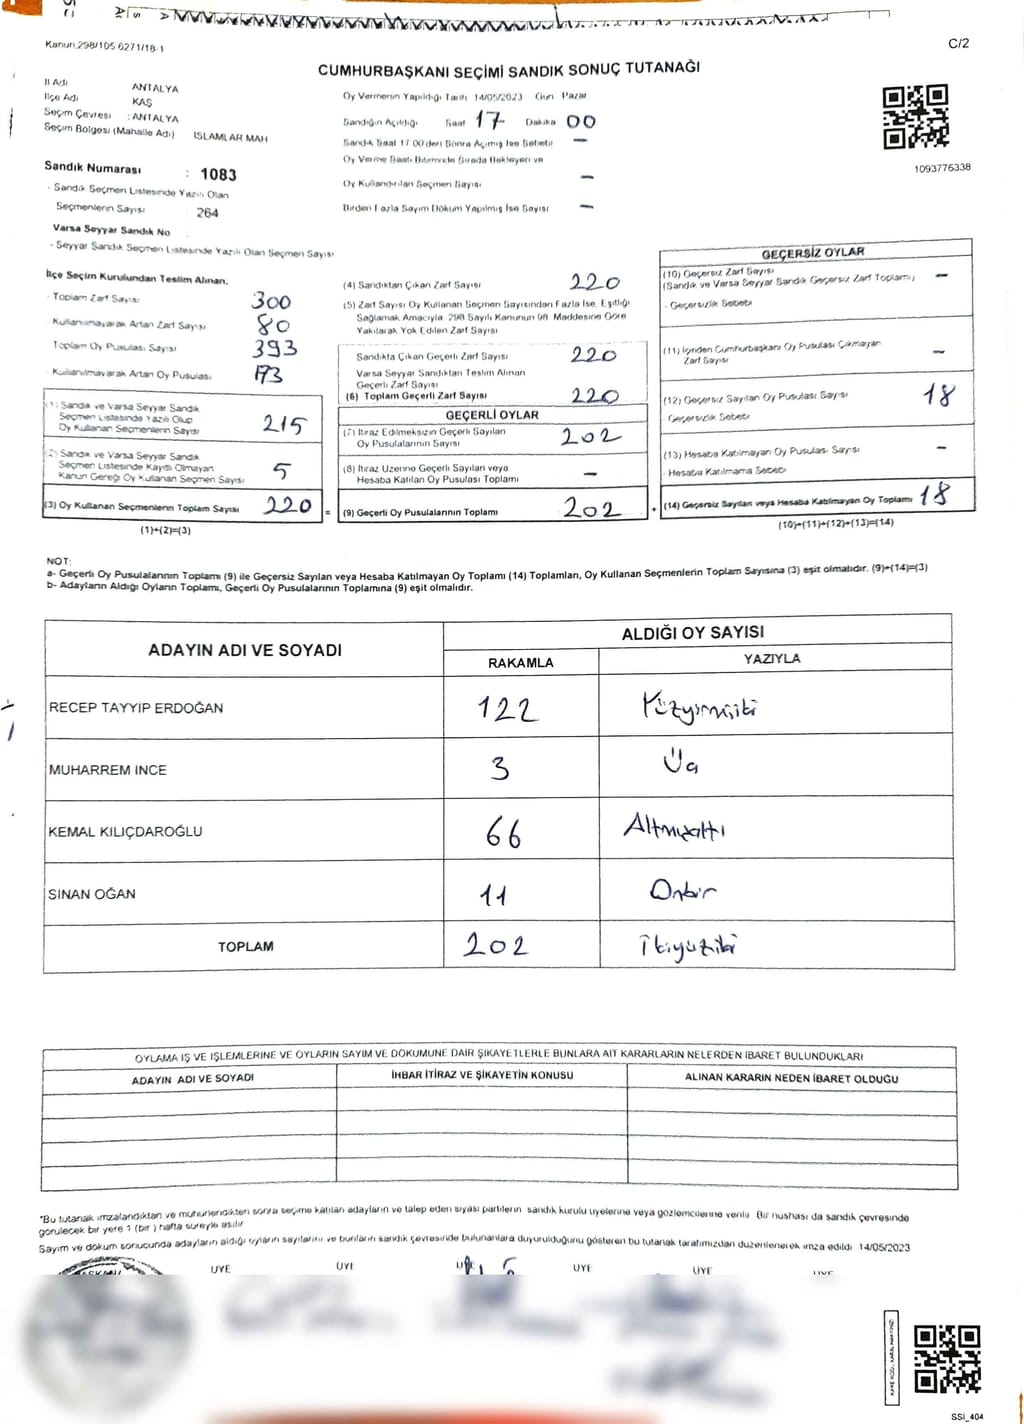 Kanun,298/105,6271/18-1
C/2
CUMHURBAŞKANI SEÇİMİ SANDIK SONUÇ TUTANAĞI
İl Adı ANTALYA
İlçe Adı KAŞ
Seçim Çevresi : ANTALYA
Seçim Bölgesi (Mahalle Adı) İSLAMLAR MAH
Oy Vermenin Yapıldığı Tarih 14/05/2023 Gün Pazar
Sandığın Açıldığı Saat 17 Dakika 00
Sandık Saat 17 00'den Sonra Açılmış İse Sebebi —
Oy Verme Saati Bitiminde Sırada Bekleyen ve
Oy Kullandırılan Seçmen Sayısı —
Birden Fazla Sayım Döküm Yapılmış İse Sayısı —
1093776338
Sandık Numarası : 1083
- Sandık Seçmen Listesinde Yazılı Olan
Seçmenlerin Sayısı 264
Varsa Seyyar Sandık No
- Seyyar Sandık Seçmen Listesinde Yazılı Olan Seçmen Sayısı
İlçe Seçim Kurulundan Teslim Alınan,
- Toplam Zarf Sayısı 300
- Kullanılmayarak Artan Zarf Sayısı 80
Toplam Oy Pusulası Sayısı 393
- Kullanılmayarak Artan Oy Pusulası 173
(1) Sandık ve Varsa Seyyar Sandık
Seçmen Listesinde Yazılı Olup
Oy Kullanan Seçmenlerin Sayısı 215
(2) Sandık ve Varsa Seyyar Sandık
Seçmen Listesinde Kayıtlı Olmayan
Kanun Gereği Oy Kullanan Seçmen Sayısı 5
(3) Oy Kullanan Seçmenlerin Toplam Sayısı 220 =
(1)+(2)=(3)
(4) Sandıktan Çıkan Zarf Sayısı 220
(5) Zarf Sayısı Oy Kullanan Seçmen Sayısından Fazla İse, Eşitliği
Sağlamak Amacıyla 298 Sayılı Kanunun 98 Maddesine Göre
Yakılarak Yok Edilen Zarf Sayısı
Sandıkta Çıkan Geçerli Zarf Sayısı 220
Varsa Seyyar Sandıktan Teslim Alınan
Geçerli Zarf Sayısı
(6) Toplam Geçerli Zarf Sayısı 220
GEÇERLİ OYLAR
(7) İtiraz Edilmeksizin Geçerli Sayılan
Oy Pusulalarının Sayısı 202
(8) İtiraz Üzerine Geçerli Sayılan veya
Hesaba Katılan Oy Pusulası Toplamı —
(9) Geçerli Oy Pusulalarının Toplamı 202 +
GEÇERSİZ OYLAR
(10) Geçersiz Zarf Sayısı —
(Sandık ve Varsa Seyyar Sandık Geçersiz Zarf Toplamı)
- Geçersizlik Sebebi
(11) İçinden Cumhurbaşkanı Oy Pusulası Çıkmayan
Zarf Sayısı —
(12) Geçersiz Sayılan Oy Pusulası Sayısı 18
Geçersizlik Sebebi
(13) Hesaba Katılmayan Oy Pusulası Sayısı —
- Hesaba Katılmama Sebebi
(14) Geçersiz Sayılan veya Hesaba Katılmayan Oy Toplamı 18
(10)+(11)+(12)+(13)=(14)
NOT:
a- Geçerli Oy Pusulalarının Toplamı (9) ile Geçersiz Sayılan veya Hesaba Katılmayan Oy Toplamı (14) Toplamları, Oy Kullanan Seçmenlerin Toplam Sayısına (3) eşit olmalıdır. (9)+(14)=(3)
b- Adayların Aldığı Oyların Toplamı, Geçerli Oy Pusulalarının Toplamına (9) eşit olmalıdır.
ADAYIN ADI VE SOYADI ALDIĞI OY SAYISI
RAKAMLA YAZIYLA
RECEP TAYYIP ERDOĞAN 122 Yüzyirmiiki
MUHARREM İNCE 3 Üç
KEMAL KILIÇDAROĞLU 66 Altmışaltı
SİNAN OĞAN 11 Onbir
TOPLAM 202 İkiyüziki
OYLAMA İŞ VE İŞLEMLERİNE VE OYLARIN SAYIM VE DÖKÜMÜNE DAİR ŞİKAYETLERLE BUNLARA AİT KARARLARIN NELERDEN İBARET BULUNDUKLARI
ADAYIN ADI VE SOYADI İHBAR İTİRAZ VE ŞİKAYETİN KONUSU ALINAN KARARIN NEDEN İBARET OLDUĞU
*Bu tutanak imzalandıktan ve mühürlendikten sonra seçime katılan adayların ve talep eden siyasi partilerin sandık kurulu üyelerine veya gözlemcilerine verilir. Bir nüshası da sandık çevresinde
görülecek bir yere 1 (bir ) hafta süreyle asılır
Sayım ve döküm sonucunda adayların aldığı oyların sayılarını ve bunların sandık çevresinde bulunanlara duyurulduğunu gösteren bu tutanak tarafımızdan düzenlenerek imza edildi 14/05/2023
ÜYE ÜYE ÜYE ÜYE ÜYE
SSI_404